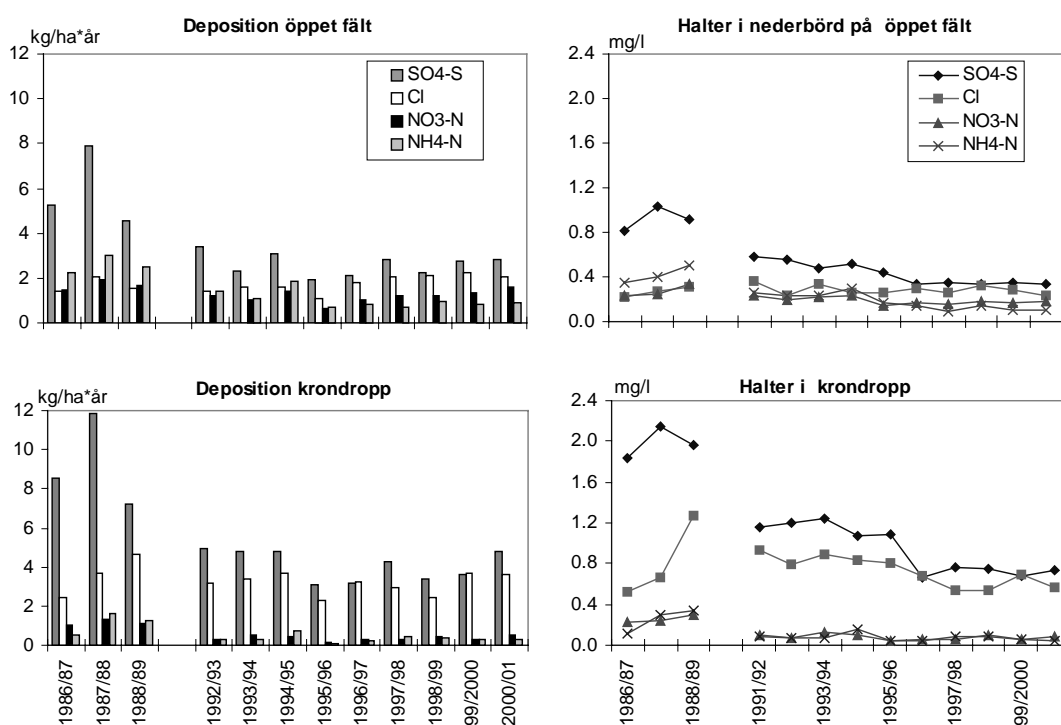 Deposition öppet fält
kg/ha*år
12
10
8
6
4
2
0
SO4-S
Cl
NO3-N
NH4-N
Halter i nederbörd på öppet fält
mg/l
2.4
2.0
1.6
1.2
0.8
0.4
0.0
SO4-S
Cl
NO3-N
NH4-N
Deposition krondropp
kg/ha*år
12
10
8
6
4
2
0
1986/87
1987/88
1988/89
1992/93
1993/94
1994/95
1995/96
1996/97
1997/98
1998/99
99/2000
2000/01
Halter i krondropp
mg/l
2.4
2.0
1.6
1.2
0.8
0.4
0.0
1986/87
1988/89
1991/92
1993/94
1995/96
1997/98
99/2000